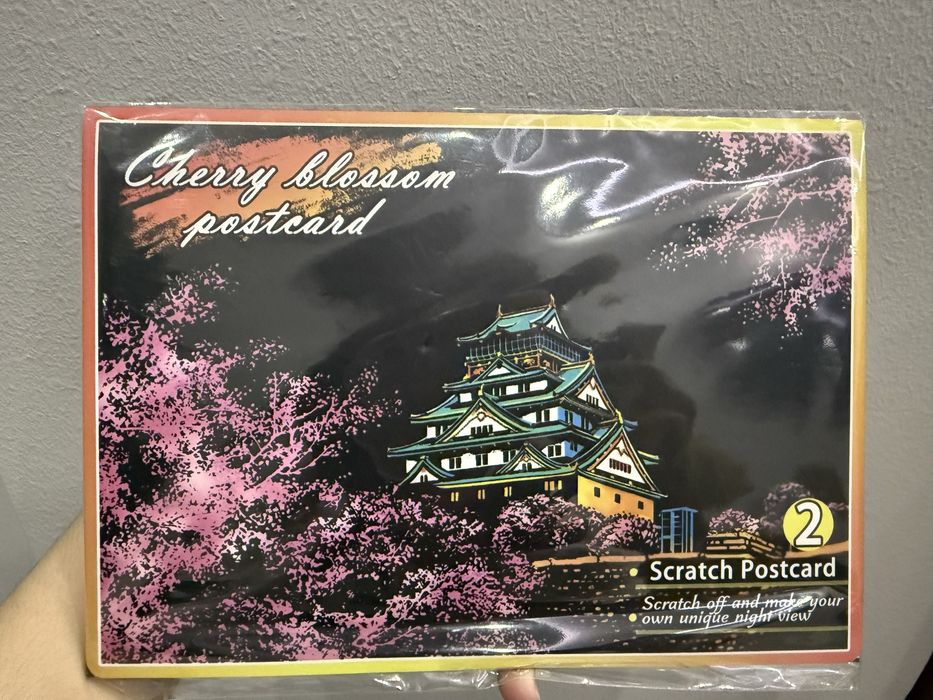 Cherry blossom
postcard
2
Scratch Postcard
Scratch off and make your
own unique night view